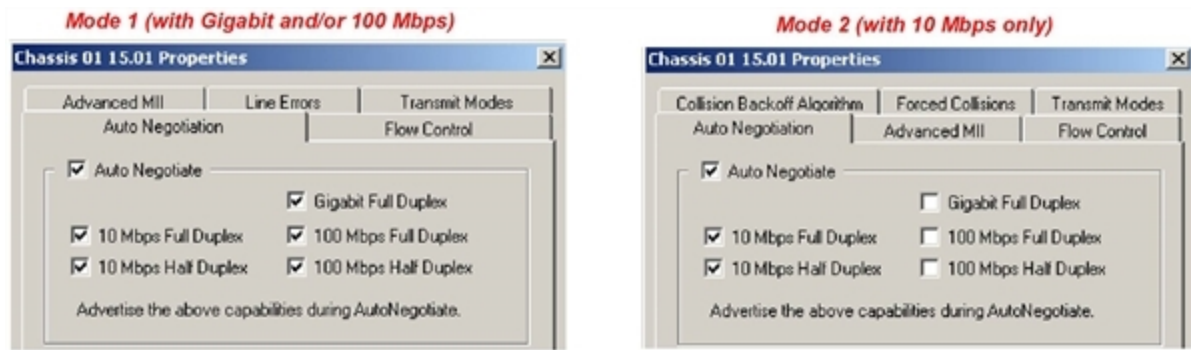 Mode 1 (with Gigabit and/or 100 Mbps)
Chassis 01 15.01 Properties
Advanced MII Line Errors Transmit Modes
Auto Negotiation Flow Control
Auto Negotiate
Gigabit Full Duplex
10 Mbps Full Duplex 100 Mbps Full Duplex
10 Mbps Half Duplex 100 Mbps Half Duplex
Advertise the above capabilities during AutoNegotiate.
Mode 2 (with 10 Mbps only)
Chassis 01 15.01 Properties
Collision Backoff Algorithm Forced Collisions Transmit Modes
Auto Negotiation Advanced MII Flow Control
Auto Negotiate
Gigabit Full Duplex
10 Mbps Full Duplex 100 Mbps Full Duplex
10 Mbps Half Duplex 100 Mbps Half Duplex
Advertise the above capabilities during AutoNegotiate.